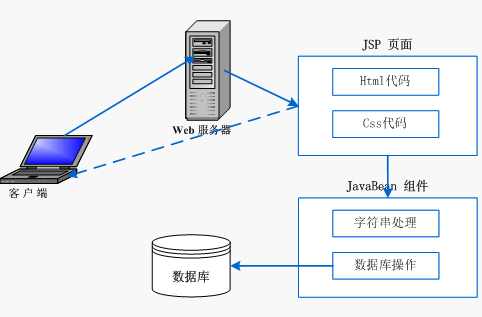 JSP 页面
Html代码
Css代码
Web 服务器
客 户 端
JavaBean 组件
字符串处理
数据库操作
数据库